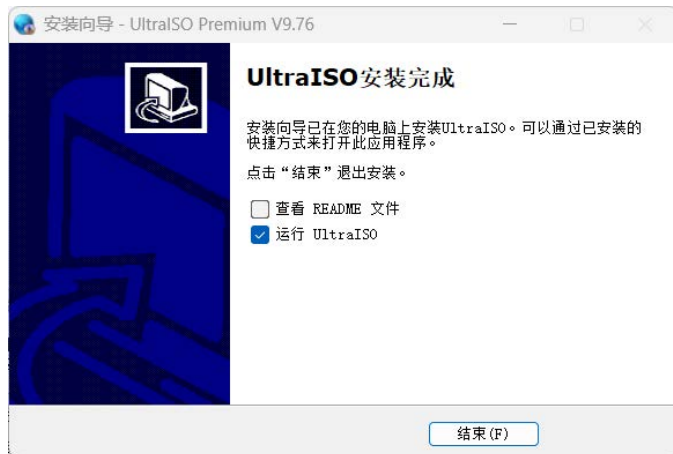 安装向导 - UltraISO Premium V9.76
UltraISO安装完成
安装向导已在您的电脑上安装UltraISO。可以通过已安装的
快捷方式来打开此应用程序。
点击“结束”退出安装。
查看 README 文件
运行 UltraISO
结束(F)